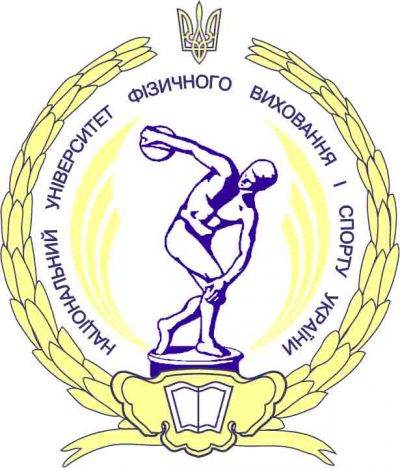 НАЦІОНАЛЬНИЙ УНІВЕРСИТЕТ ФІЗИЧНОГО ВИХОВАННЯ І СПОРТУ УКРАЇНИ